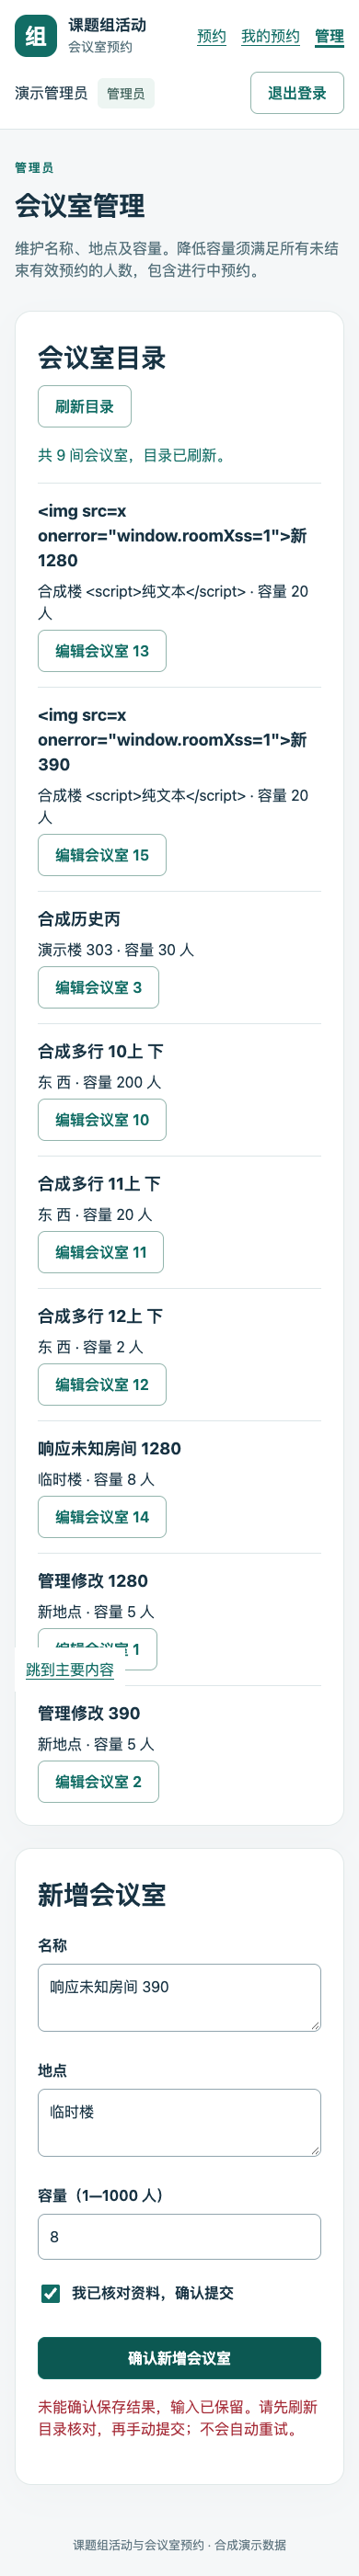 组
课题组活动
会议室预约
预约 我的预约 管理
演示管理员 管理员 退出登录
管理员
会议室管理
维护名称、地点及容量。降低容量须满足所有未结
束有效预约的人数，包含进行中预约。
会议室目录
刷新目录
共 9 间会议室，目录已刷新。
<img src=x
onerror="window.roomXss=1">新
1280
合成楼 <script>纯文本</script> · 容量 20
人
编辑会议室 13
<img src=x
onerror="window.roomXss=1">新
390
合成楼 <script>纯文本</script> · 容量 20
人
编辑会议室 15
合成历史丙
演示楼 303 · 容量 30 人
编辑会议室 3
合成多行 10上 下
东 西 · 容量 200 人
编辑会议室 10
合成多行 11上 下
东 西 · 容量 20 人
编辑会议室 11
合成多行 12上 下
东 西 · 容量 2 人
编辑会议室 12
响应未知房间 1280
临时楼 · 容量 8 人
编辑会议室 14
管理修改 1280
新地点 · 容量 5 人
编辑会议室 1
跳到主要内容
管理修改 390
新地点 · 容量 5 人
编辑会议室 2
新增会议室
名称
响应未知房间 390
地点
临时楼
容量（1—1000 人）
8
我已核对资料，确认提交
确认新增会议室
未能确认保存结果，输入已保留。请先刷新
目录核对，再手动提交；不会自动重试。
课题组活动与会议室预约 · 合成演示数据